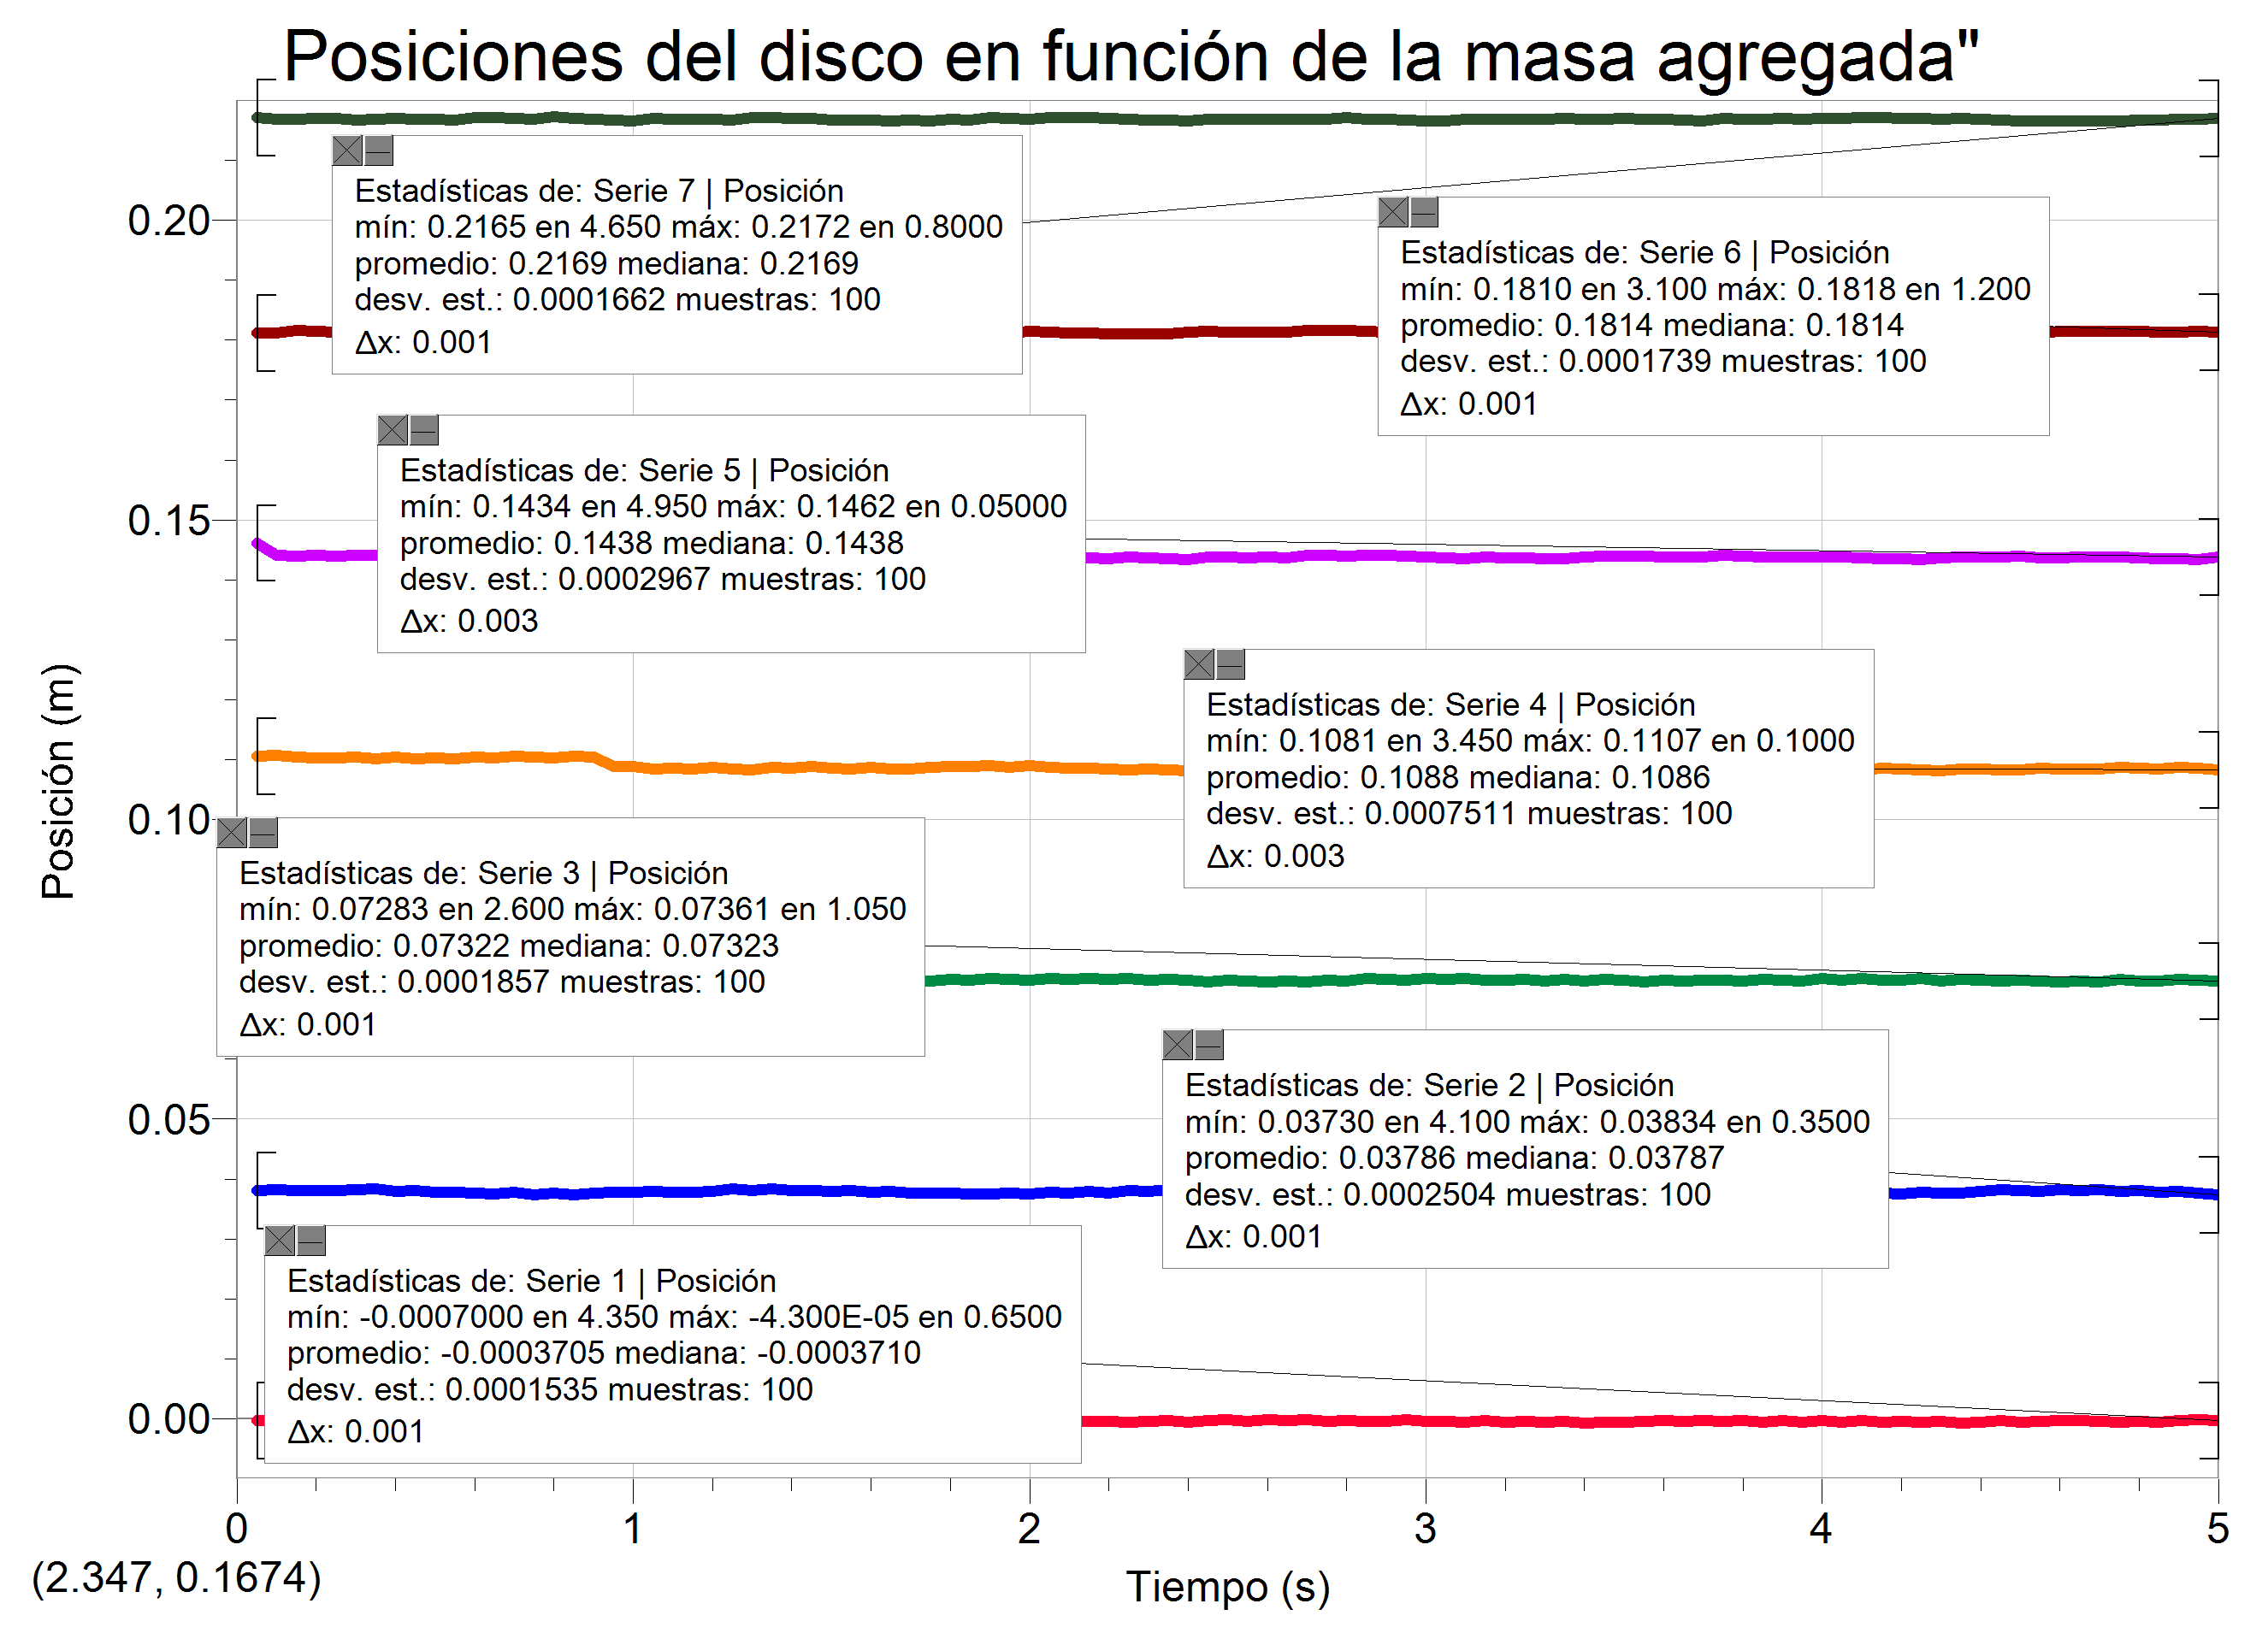 Posiciones del disco en función de la masa agregada"
Estadísticas de: Serie 7 | Posición
mín: 0.2165 en 4.650 máx: 0.2172 en 0.8000
promedio: 0.2169 mediana: 0.2169
desv. est.: 0.0001662 muestras: 100
Δx: 0.001
Estadísticas de: Serie 6 | Posición
mín: 0.1810 en 3.100 máx: 0.1818 en 1.200
promedio: 0.1814 mediana: 0.1814
desv. est.: 0.0001739 muestras: 100
Δx: 0.001
Estadísticas de: Serie 5 | Posición
mín: 0.1434 en 4.950 máx: 0.1462 en 0.05000
promedio: 0.1438 mediana: 0.1438
desv. est.: 0.0002967 muestras: 100
Δx: 0.003
Estadísticas de: Serie 4 | Posición
mín: 0.1081 en 3.450 máx: 0.1107 en 0.1000
promedio: 0.1088 mediana: 0.1086
desv. est.: 0.0007511 muestras: 100
Δx: 0.003
Estadísticas de: Serie 3 | Posición
mín: 0.07283 en 2.600 máx: 0.07361 en 1.050
promedio: 0.07322 mediana: 0.07323
desv. est.: 0.0001857 muestras: 100
Δx: 0.001
Estadísticas de: Serie 2 | Posición
mín: 0.03730 en 4.100 máx: 0.03834 en 0.3500
promedio: 0.03786 mediana: 0.03787
desv. est.: 0.0002504 muestras: 100
Δx: 0.001
Estadísticas de: Serie 1 | Posición
mín: -0.0007000 en 4.350 máx: -4.300E-05 en 0.6500
promedio: -0.0003705 mediana: -0.0003710
desv. est.: 0.0001535 muestras: 100
Δx: 0.001
Posición (m)
0.20
0.15
0.10
0.05
0.00
0 1 2 3 4 5
(2.347, 0.1674)
Tiempo (s)